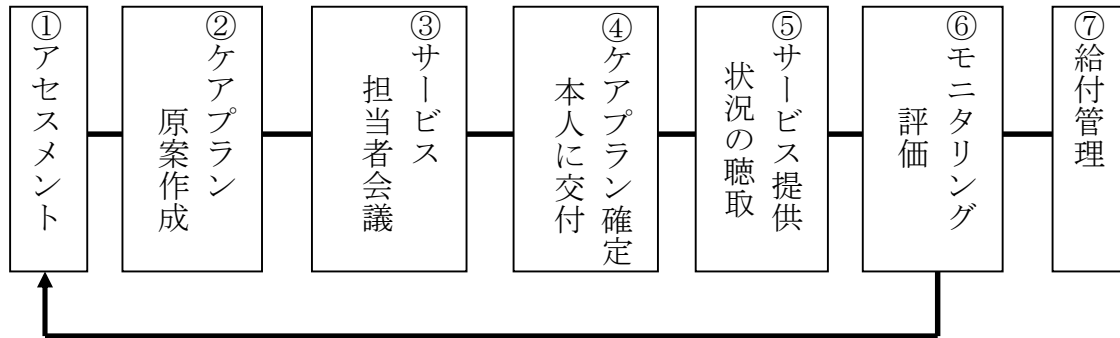 ①アセスメント
②ケアプラン
原案作成
③サービス
担当者会議
④ケアプラン確定
本人に交付
⑤サービス提供
状況の聴取
⑥モニタリング
評価
⑦給付管理